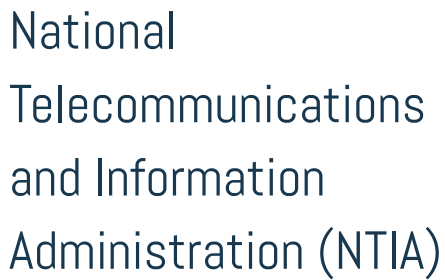 National
Telecommunications
and Information
Administration (NTIA)